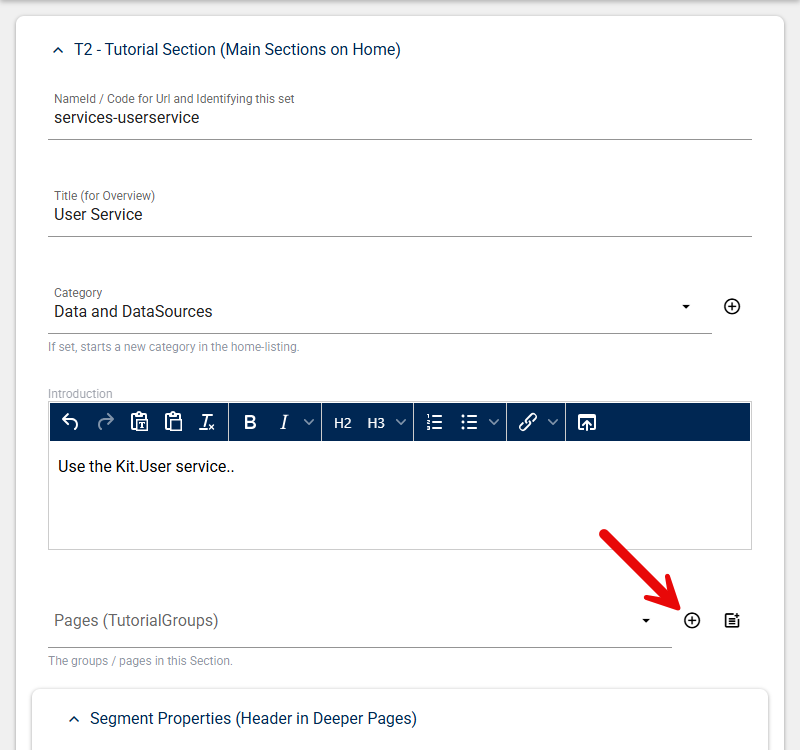 T2 - Tutorial Section (Main Sections on Home)
NameId / Code for Url and Identifying this set
services-userservice
Title (for Overview)
User Service
Category
Data and DataSources
If set, starts a new category in the home-listing.
Introduction
B I H2 H3
Use the Kit.User service..
Pages (TutorialGroups)
The groups / pages in this Section.
Segment Properties (Header in Deeper Pages)